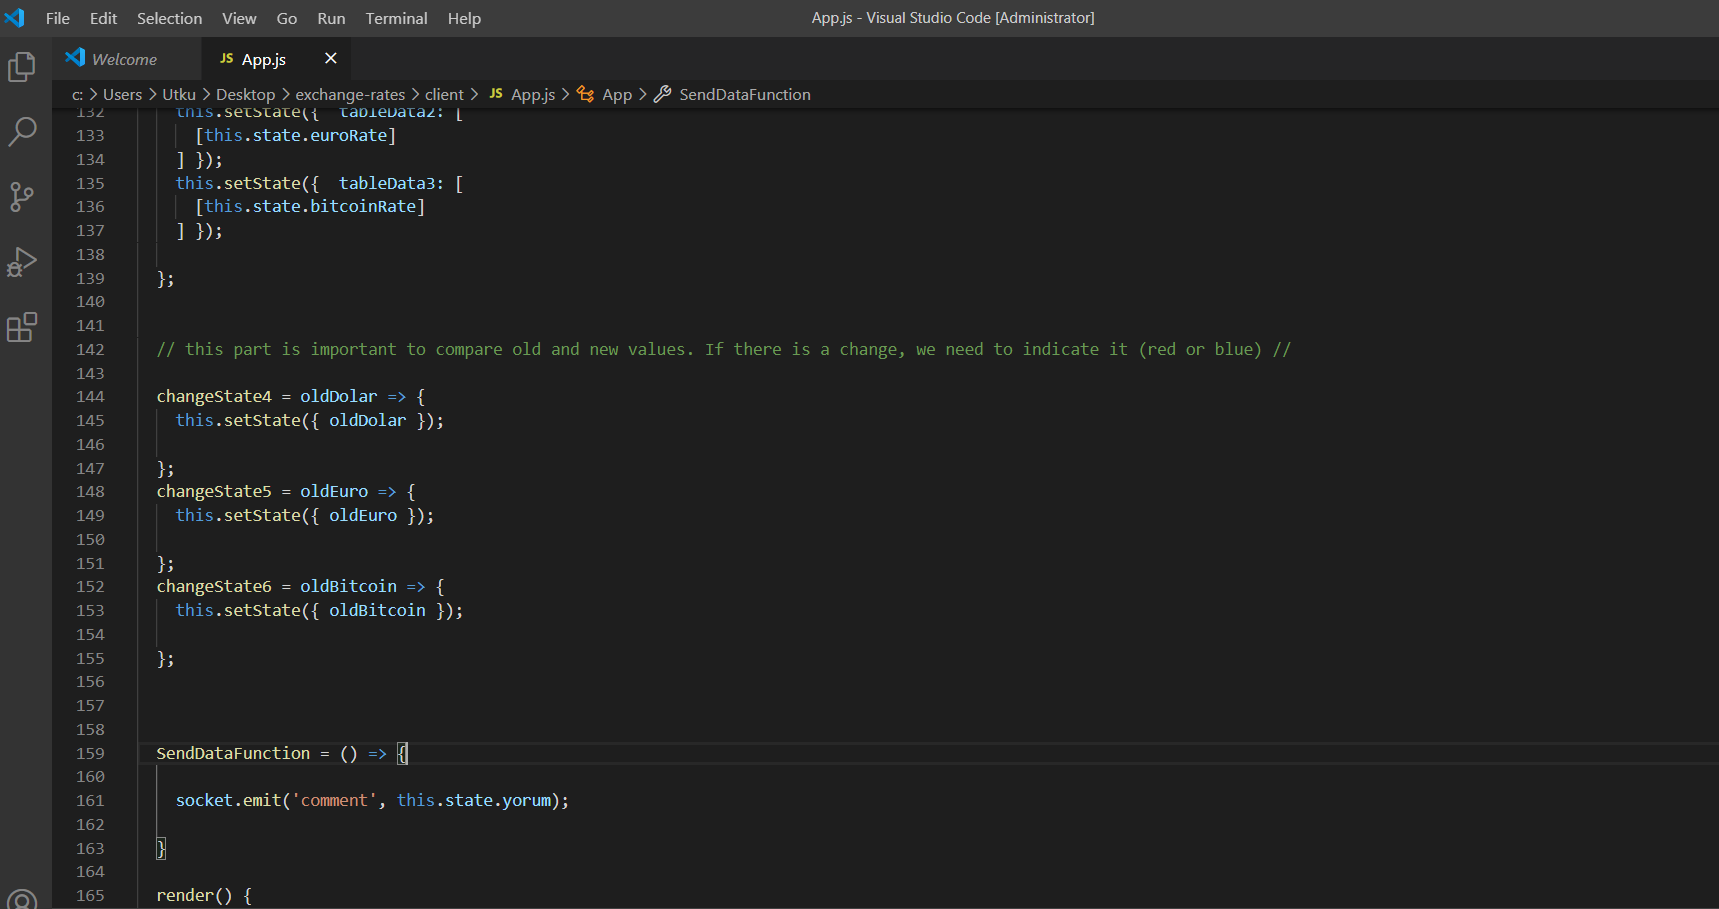 File Edit Selection View Go Run Terminal Help App.js - Visual Studio Code [Administrator]
Welcome JS App.js ×
c: > Users > Utku > Desktop > exchange-rates > client > JS App.js > App > SendDataFunction
132 this.setState({  tableData2: [
133 [this.state.euroRate]
134 ] });
135 this.setState({  tableData3: [
136 [this.state.bitcoinRate]
137 ] });
138
139 };
140
141
142 // this part is important to compare old and new values. If there is a change, we need to indicate it (red or blue) //
143
144 changeState4 = oldDolar => {
145 this.setState({ oldDolar });
146
147 };
148 changeState5 = oldEuro => {
149 this.setState({ oldEuro });
150
151 };
152 changeState6 = oldBitcoin => {
153 this.setState({ oldBitcoin });
154
155 };
156
157
158
159 SendDataFunction = () => {
160
161 socket.emit('comment', this.state.yorum);
162
163 }
164
165 render() {